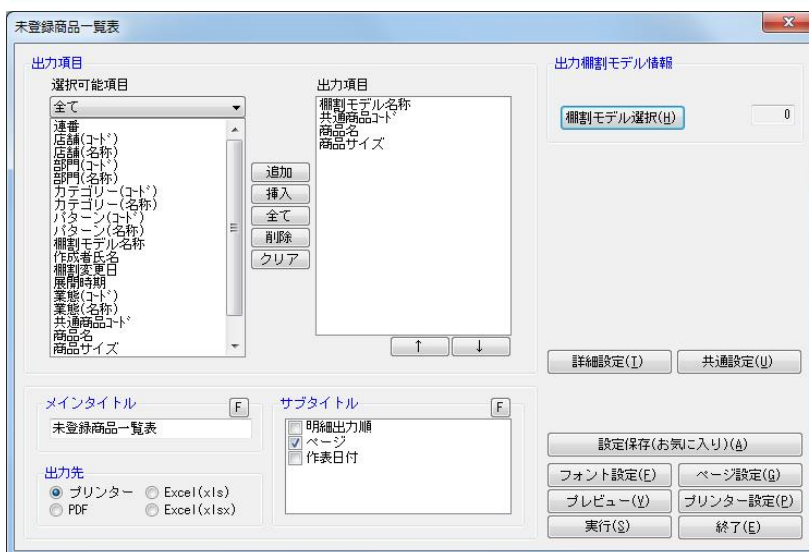 未登録商品一覧表
出力項目
選択可能項目
全て
連番
店舗(ｺｰﾄﾞ)
店舗(名称)
部門(ｺｰﾄﾞ)
部門(名称)
カテゴリー(ｺｰﾄﾞ)
カテゴリー(名称)
パターン(ｺｰﾄﾞ)
パターン(名称)
棚割モデル名称
作成者氏名
棚割変更日
展開時期
業態(ｺｰﾄﾞ)
業態(名称)
共通商品ｺｰﾄﾞ
商品名
商品サイズ
追加
挿入
全て
削除
クリア
出力項目
棚割モデル名称
共通商品ｺｰﾄﾞ
商品名
商品サイズ
↑ ↓
出力棚割モデル情報
棚割モデル選択(H) 0
詳細設定(I) 共通設定(U)
メインタイトル F
未登録商品一覧表
出力先
プリンター Excel(xls)
PDF Excel(xlsx)
サブタイトル F
明細出力順
ページ
作表日付
設定保存(お気に入り)(A)
フォント設定(F) ページ設定(G)
プレビュー(V) プリンター設定(P)
実行(S) 終了(E)